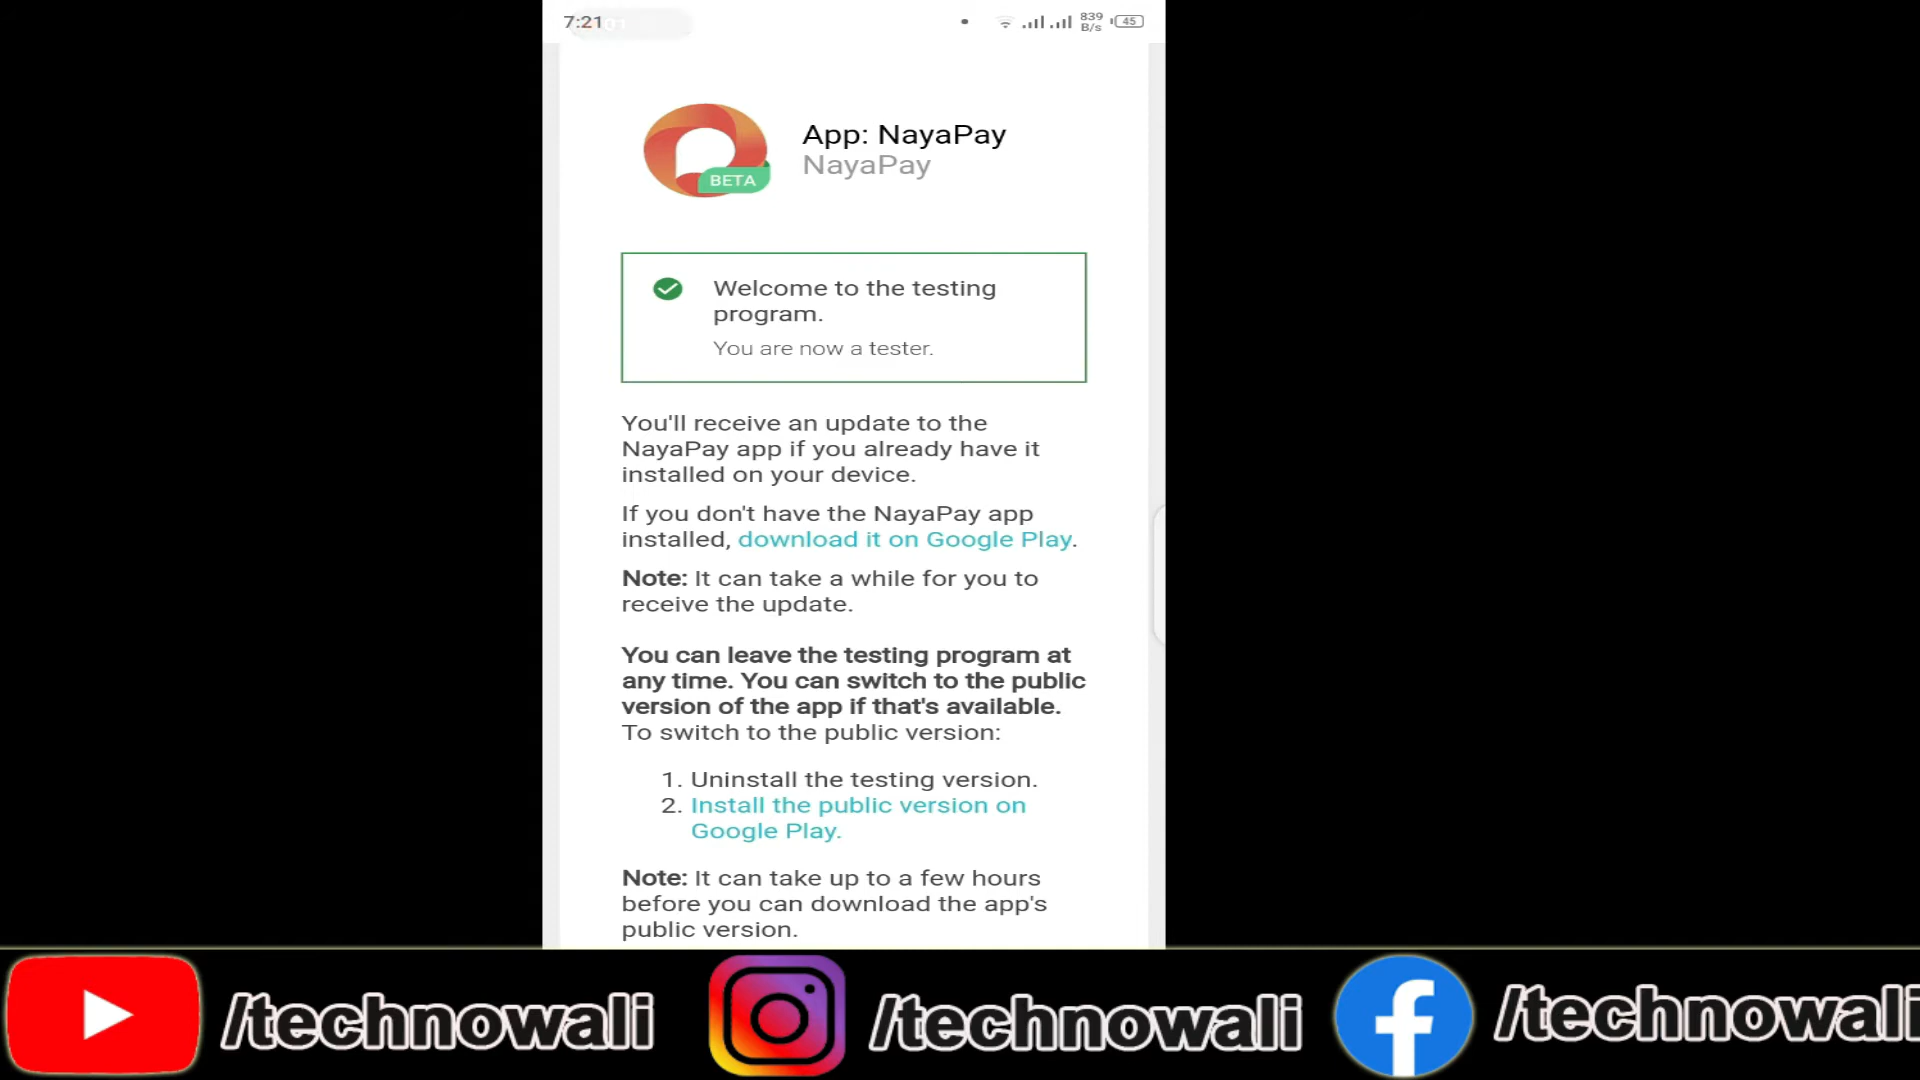 7:21
839
B/s
45
App: NayaPay
NayaPay
BETA
Welcome to the testing
program.
You are now a tester.
You'll receive an update to the
NayaPay app if you already have it
installed on your device.
If you don't have the NayaPay app
installed, download it on Google Play.
Note: It can take a while for you to
receive the update.
You can leave the testing program at
any time. You can switch to the public
version of the app if that's available.
To switch to the public version:
1. Uninstall the testing version.
2. Install the public version on
Google Play.
Note: It can take up to a few hours
before you can download the app's
public version.
/technowali
/technowali
/technowali